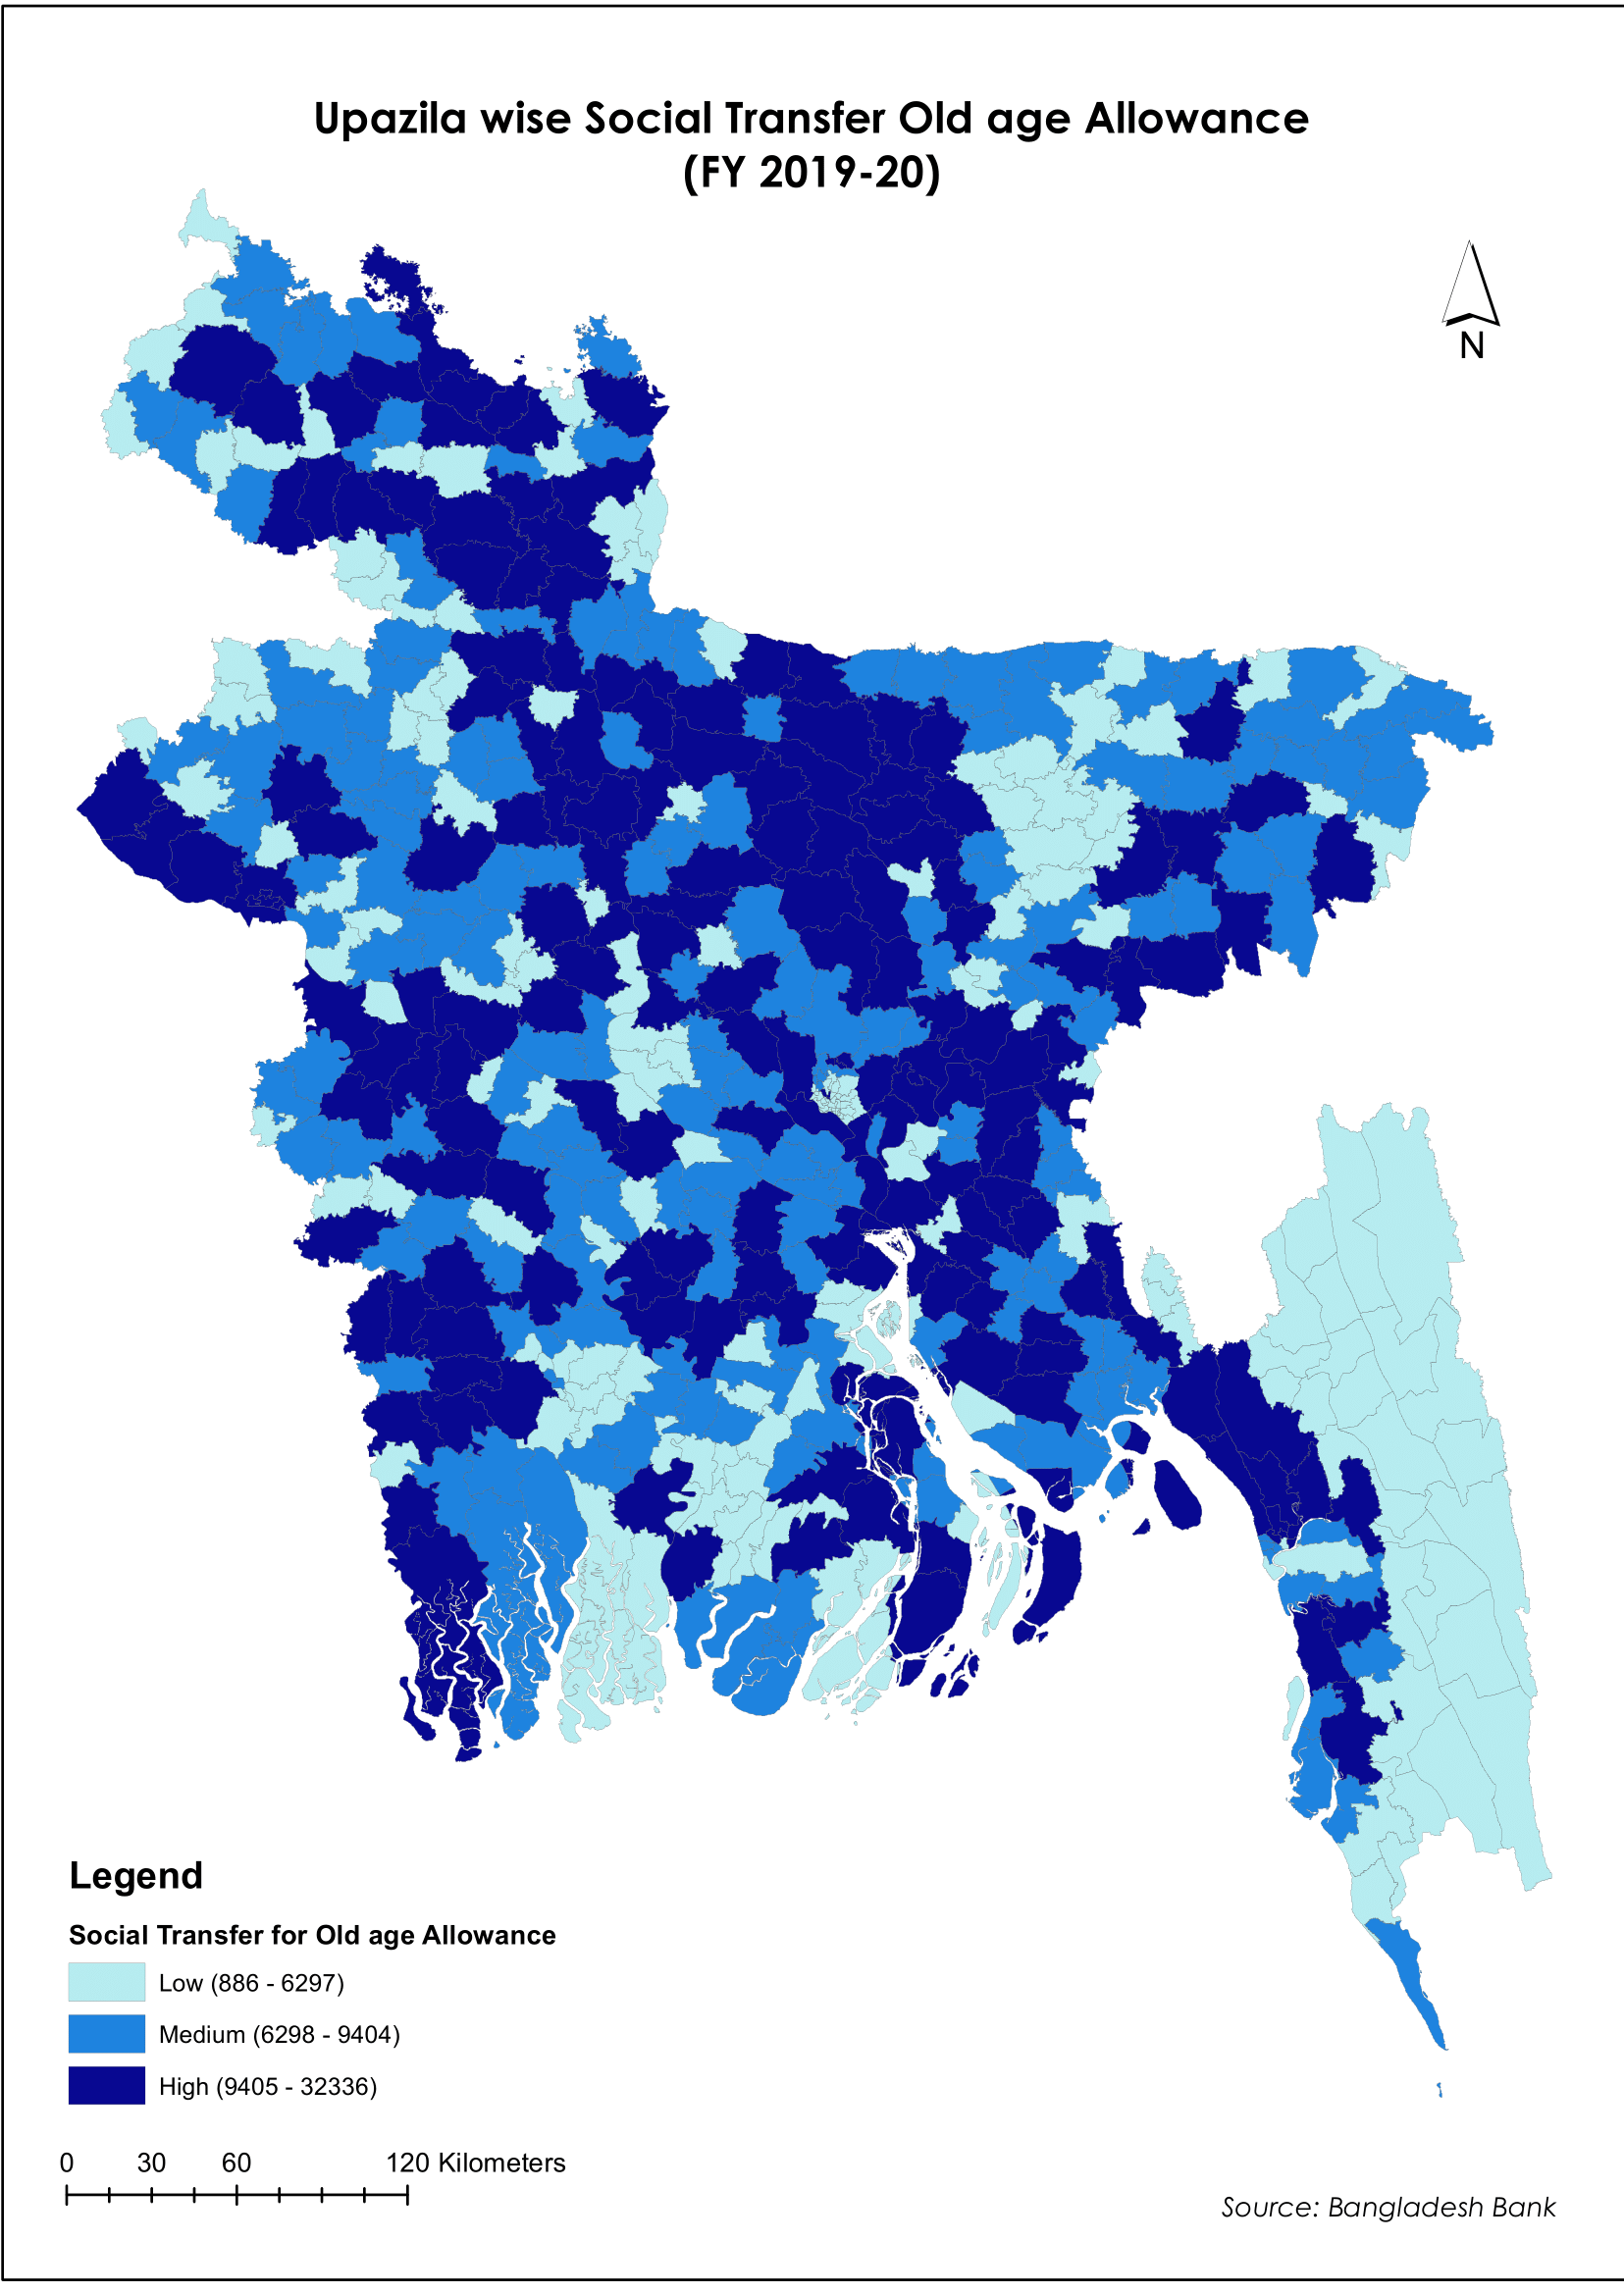 Upazila wise Social Transfer Old age Allowance
(FY 2019-20)
N
Legend
Social Transfer for Old age Allowance
Low (886 - 6297)
Medium (6298 - 9404)
High (9405 - 32336)
0 30 60 120 Kilometers
Source: Bangladesh Bank